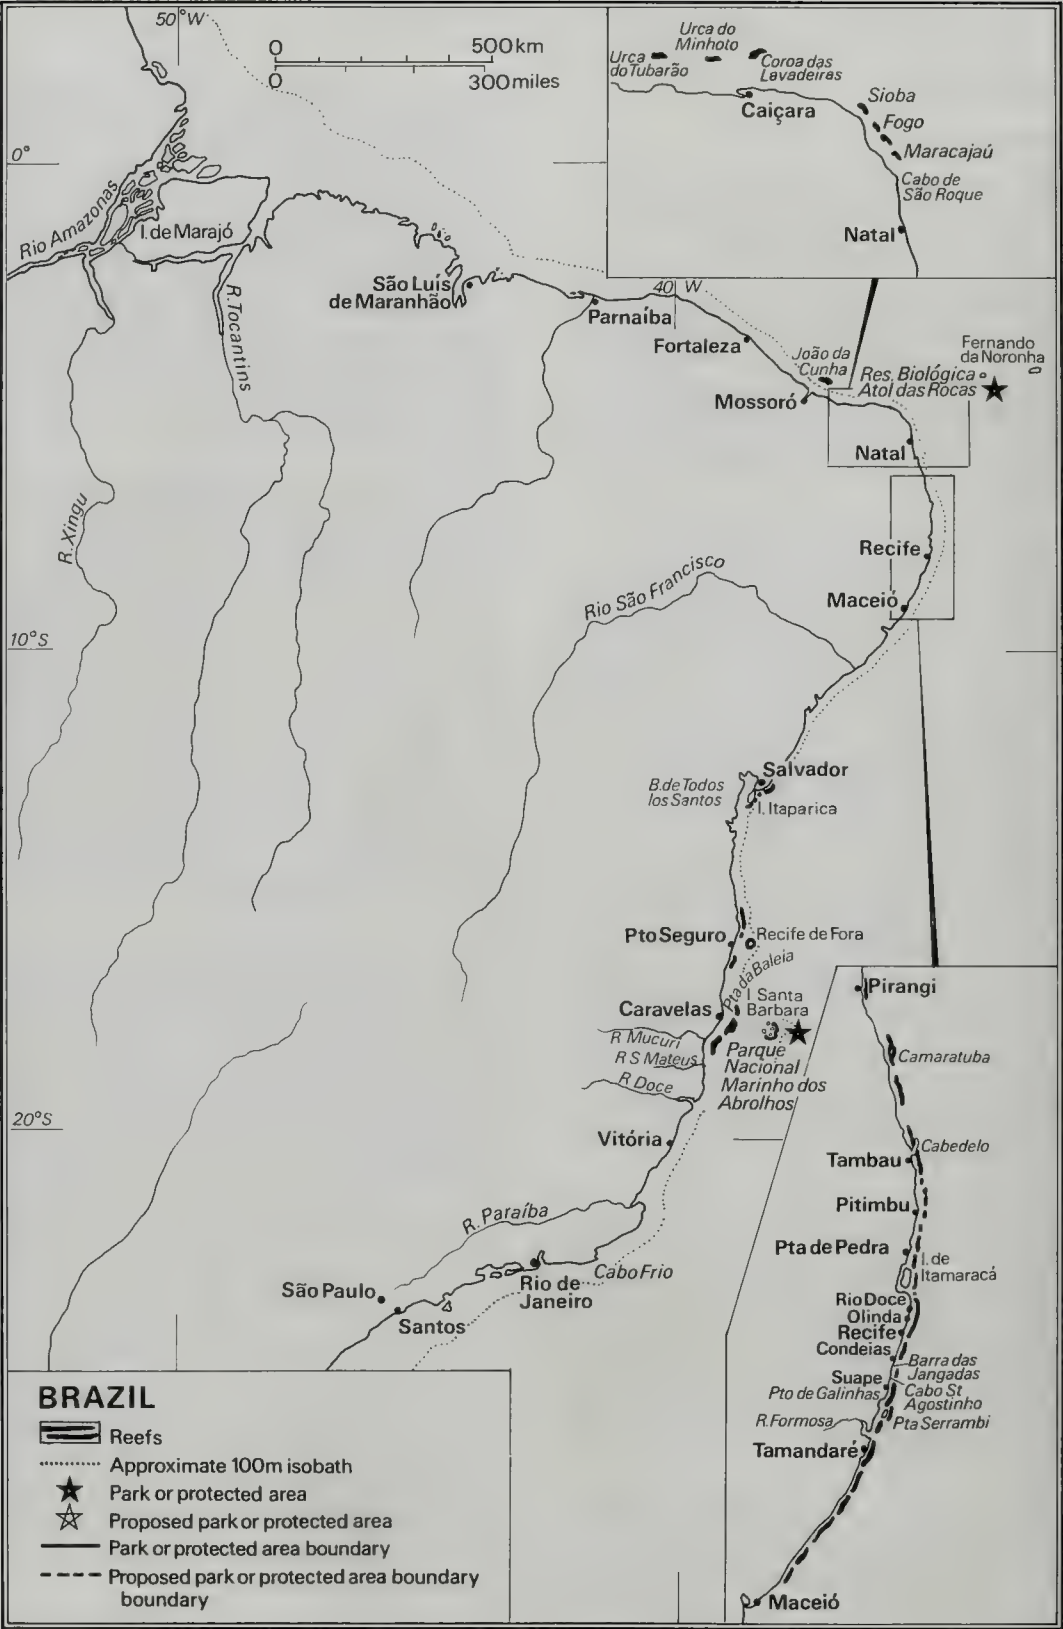 50°W
0 500km
0 300miles
Urca do
Minhoto
Urca
do Tubarão
Coroa das
Lavadeiras
Caiçara
Sioba
Fogo
Maracajaú
Cabo de
São Roque
Natal
0°
Rio Amazonas
I. de Marajó
R. Tocantins
São Luís
de Maranhão
40 W
Parnaíba
Fortaleza
João da
Cunha
Fernando
da Noronha
Res. Biológica
Atol das Rocas
Mossoró
Natal
R. Xingu
Recife
Rio São Francisco
Maceió
10°S
Salvador
B. de Todos
los Santos
I. Itaparica
Pto Seguro
Recife de Fora
Pta da Baleia
Pirangi
I Santa
Barbara
Caravelas
R Mucuri
Parque
Nacional
Marinho dos
Abrolhos
R S Mateus
R Doce
Camaratuba
20°S
Vitória
Cabedelo
Tambau
Pitimbu
R. Paraíba
Pta de Pedra
I. de
Itamaracá
Cabo Frio
São Paulo
Rio de
Janeiro
Santos
Rio Doce
Olinda
Recife
Condeias
Barra das
Jangadas
Suape
Pto de Galinhas
Cabo St
Agostinho
R. Formosa
Pta Serrambi
Tamandaré
Maceió
BRAZIL
Reefs
Approximate 100m isobath
Park or protected area
Proposed park or protected area
Park or protected area boundary
Proposed park or protected area boundary
boundary